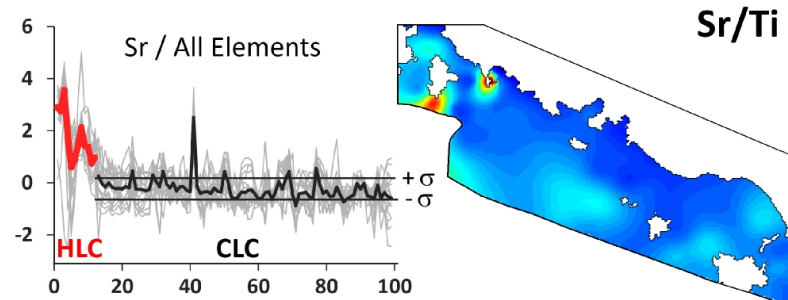 Sr/Ti
6
Sr / All Elements
4
2
+ σ
0
- σ
-2
HLC
CLC
0 20 40 60 80 100